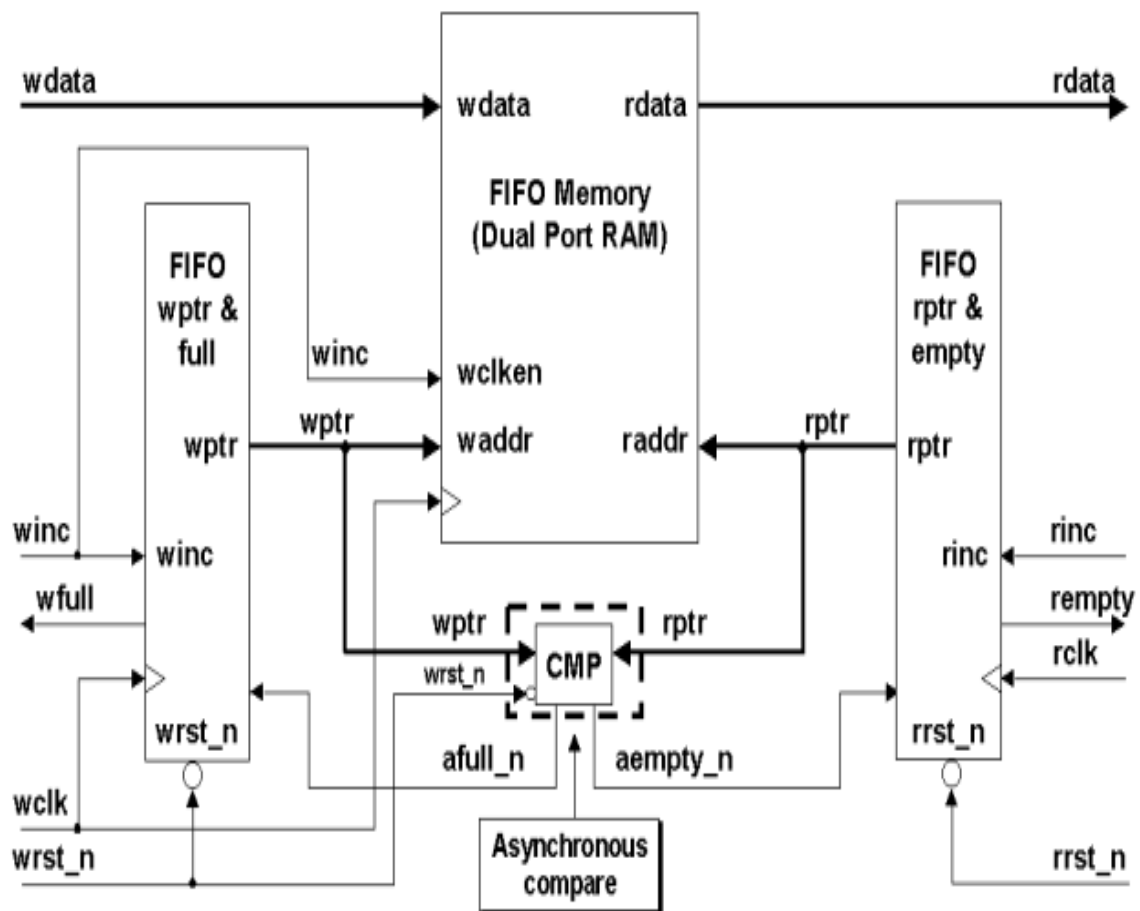 wdata
rdata
wdata
rdata
FIFO Memory
(Dual Port RAM)
FIFO
wptr &
full
FIFO
rptr &
empty
winc
wclken
wptr
wptr
waddr
raddr
rptr
rptr
winc
winc
rinc
rinc
wfull
rempty
wptr
rptr
CMP
wrst_n
rclk
wrst_n
rrst_n
afull_n
aempty_n
wclk
wrst_n
Asynchronous
compare
rrst_n